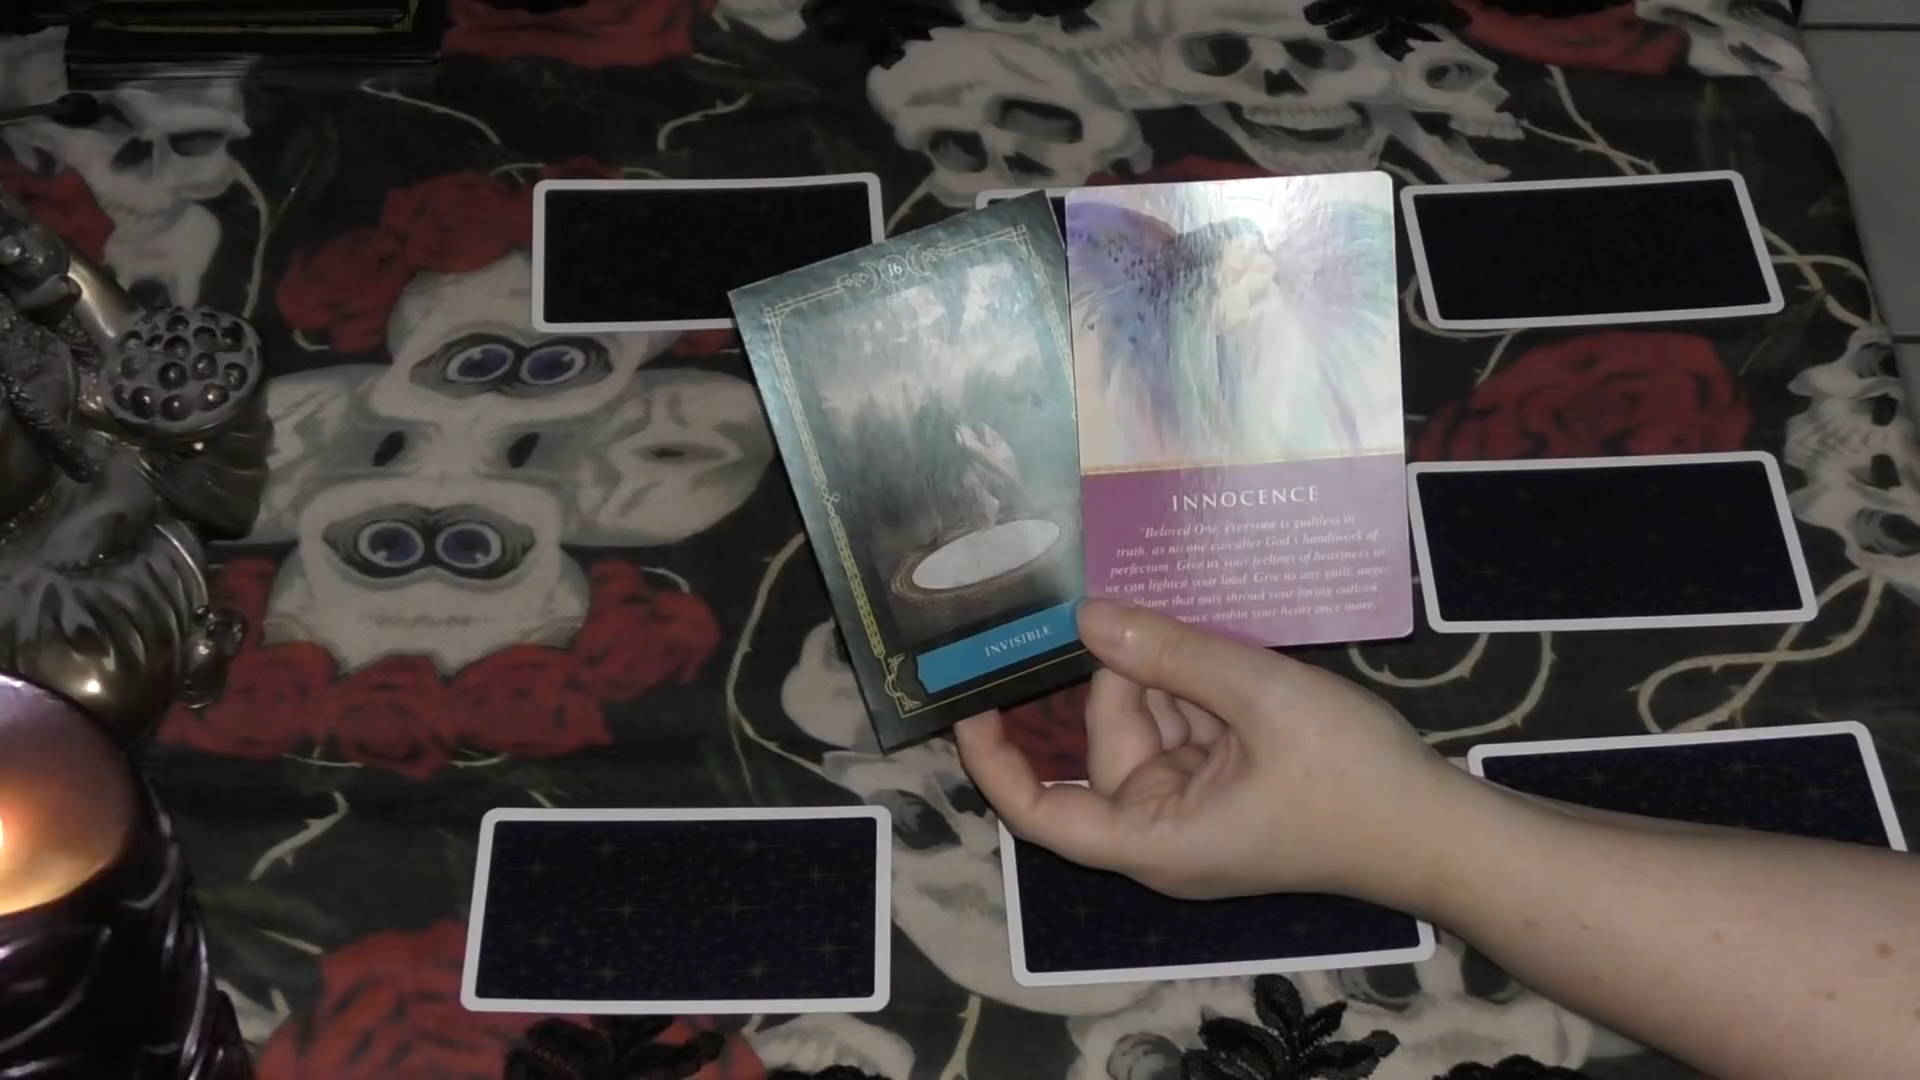 16
INVISIBLE
INNOCENCE
"Beloved One, everyone is guiltless in
truth, as no one can alter God's handiwork of
perfection. Give us your feelings of heaviness so
we can lighten your load. Give us any guilt, anger
blame that may shroud your loving outlook
peace within your heart once more."